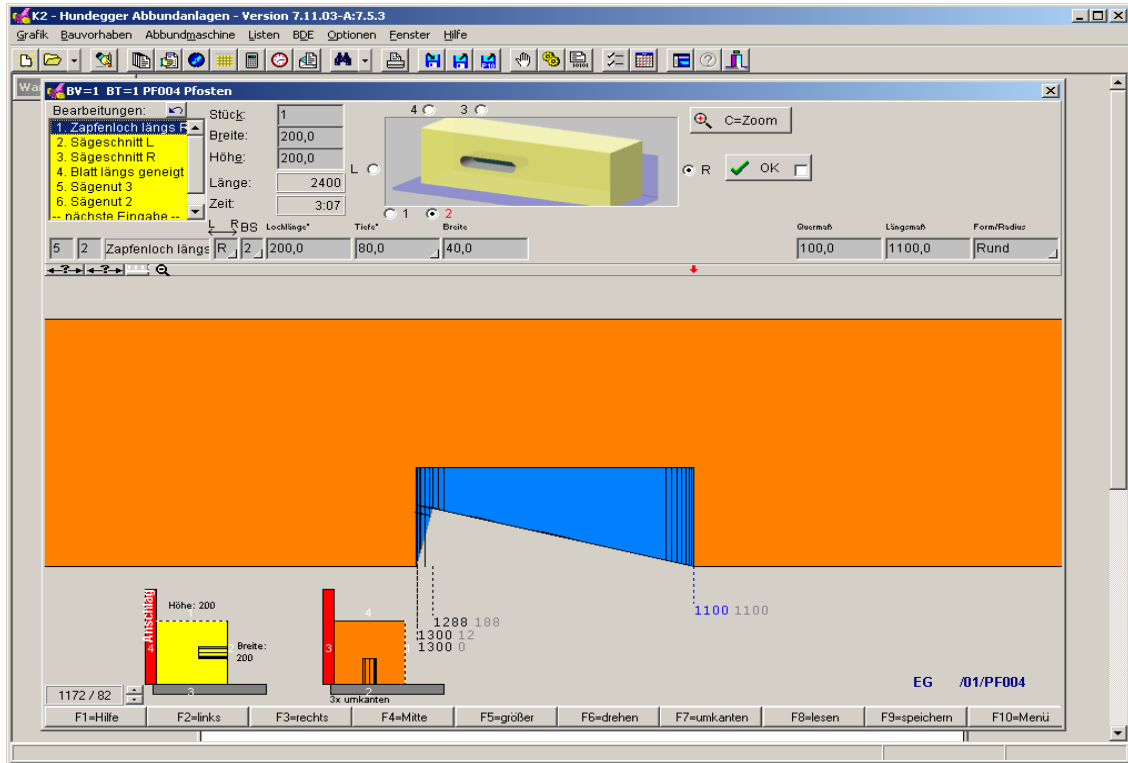 K2 - Hundegger Abbundanlagen - Version 7.11.03-A:7.5.3
Grafik Bauvorhaben Abbundmaschine Listen BDE Optionen Fenster Hilfe
BV=1 BT=1 PF004 Pfosten
Bearbeitungen:
1. Zapfenloch längs R
2. Sägeschnitt L
3. Sägeschnitt R
4. Blatt längs geneigt
5. Sägenut 3
6. Sägenut 2
-- nächste Eingabe --
Stück: 1
Breite: 200,0
Höhe: 200,0
Länge: 2400
Zeit: 3:07
4 3
L R
1 2
C=Zoom
OK
L R BS Lochlänge* Tiefe* Breite Quermaß Längsmaß Form/Radius
5 2 Zapfenloch längs R 2 200,0 80,0 40,0 100,0 1100,0 Rund
1100 1100
1288 188
1300 12
1300 0
Anschlag
Höhe: 200
1
2
Breite:
200
4
3
4
3
1
2
3x umkanten
EG /01/PF004
1172 / 82
F1=Hilfe F2=links F3=rechts F4=Mitte F5=größer F6=drehen F7=umkanten F8=lesen F9=speichern F10=Menü